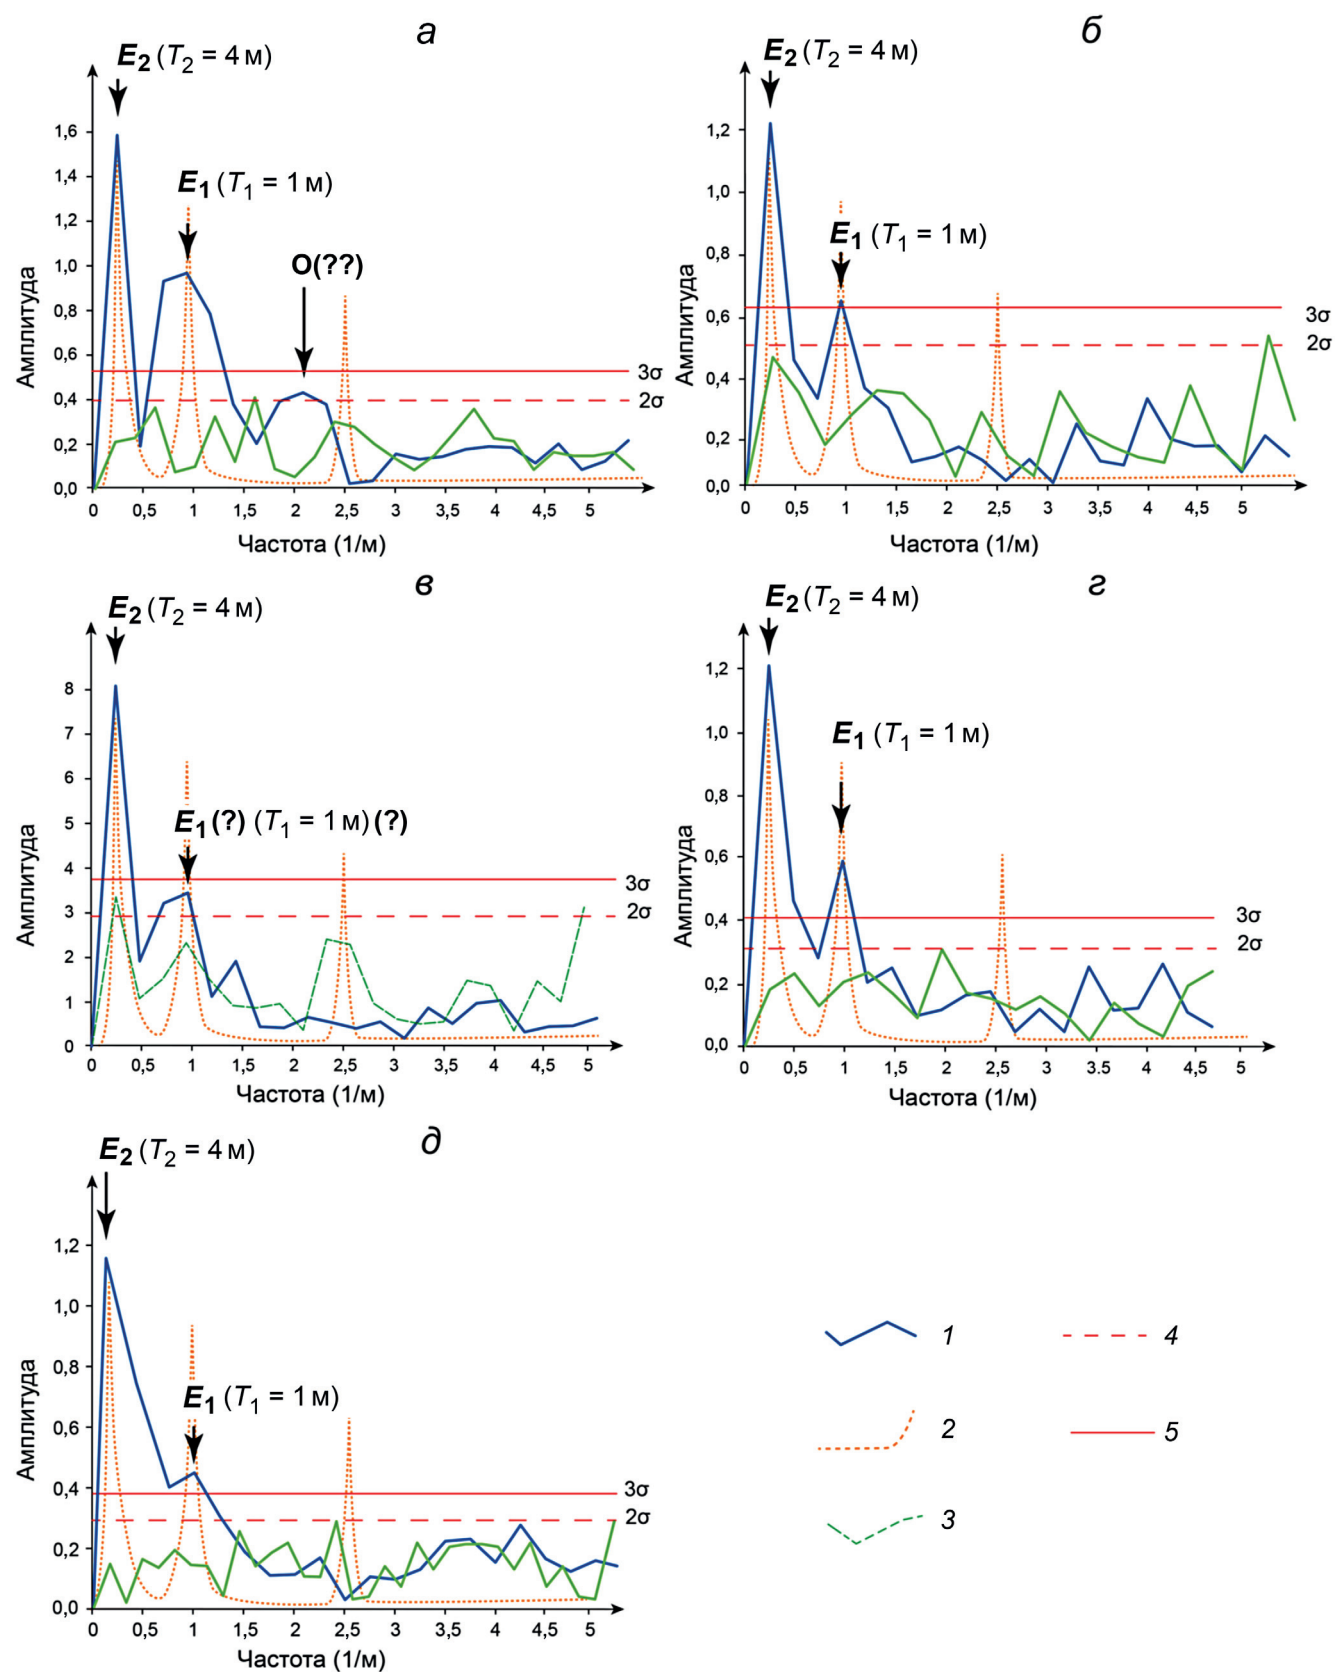 а
E2 (T2 = 4 м)
E1 (T1 = 1 м)
O(??)
1,6
1,4
1,2
1,0
0,8
0,6
0,4
0,2
0,0
3σ
2σ
Амплитуда
0 0,5 1 1,5 2 2,5 3 3,5 4 4,5 5
Частота (1/м)
б
E2 (T2 = 4 м)
E1 (T1 = 1 м)
1,2
1,0
0,8
0,6
0,4
0,2
0,0
3σ
2σ
Амплитуда
0 0,5 1 1,5 2 2,5 3 3,5 4 4,5 5
Частота (1/м)
в
E2 (T2 = 4 м)
E1(?) (T1 = 1 м)(?)
8
7
6
5
4
3
2
1
0
3σ
2σ
Амплитуда
0 0,5 1 1,5 2 2,5 3 3,5 4 4,5 5
Частота (1/м)
г
E2 (T2 = 4 м)
E1 (T1 = 1 м)
1,2
1,0
0,8
0,6
0,4
0,2
0,0
3σ
2σ
Амплитуда
0 0,5 1 1,5 2 2,5 3 3.5 4 4,5 5
Частота (1/м)
д
E2 (T2 = 4 м)
E1 (T1 = 1 м)
1,2
1,0
0,8
0,6
0,4
0,2
0,0
3σ
2σ
Амплитуда
0 0,5 1 1,5 2 2,5 3 3,5 4 4,5 5
Частота (1/м)
1 4
2 5
3